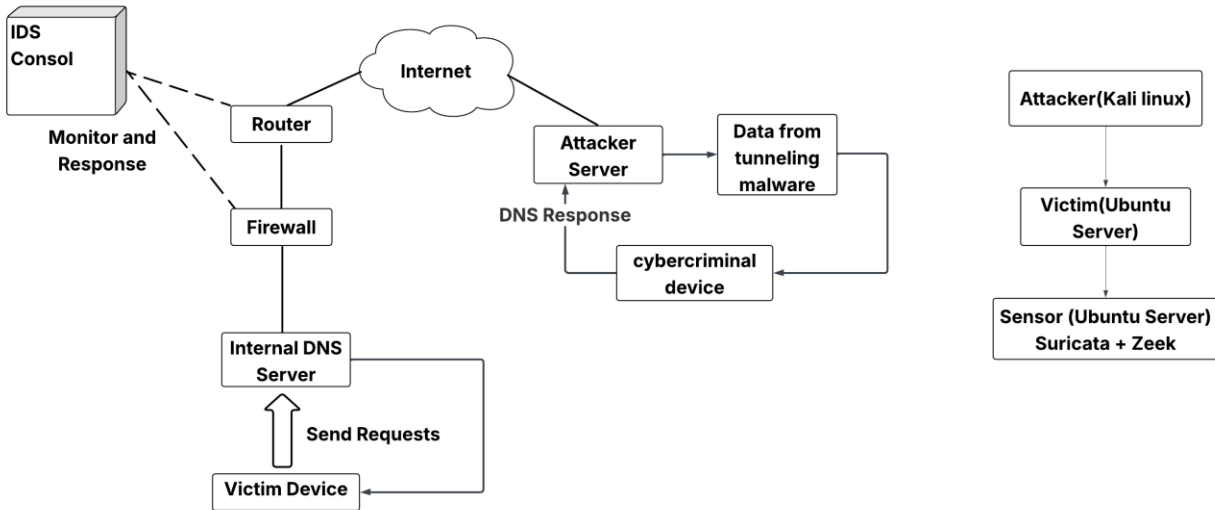 IDS
Consol
Monitor and
Response
Router
Firewall
Internet
Attacker
Server
Data from
tunneling
malware
DNS Response
cybercriminal
device
Internal DNS
Server
Send Requests
Victim Device
Attacker(Kali linux)
Victim(Ubuntu
Server)
Sensor (Ubuntu Server)
Suricata + Zeek